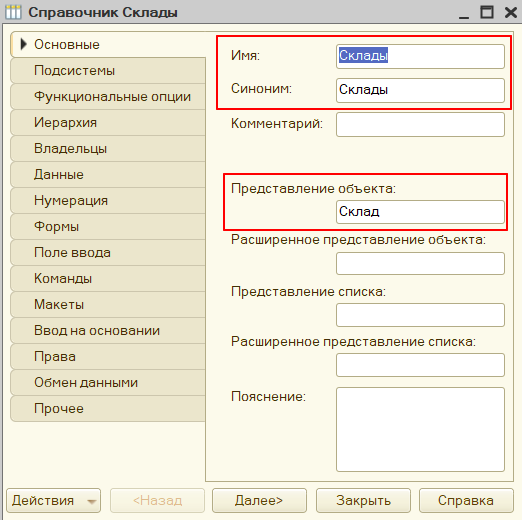 Справочник Склады
Основные
Подсистемы
Функциональные опции
Иерархия
Владельцы
Данные
Нумерация
Формы
Поле ввода
Команды
Макеты
Ввод на основании
Права
Обмен данными
Прочее
Имя: Склады
Синоним: Склады
Комментарий:
Представление объекта:
Склад
Расширенное представление объекта:
Представление списка:
Расширенное представление списка:
Пояснение:
Действия <Назад Далее> Закрыть Справка